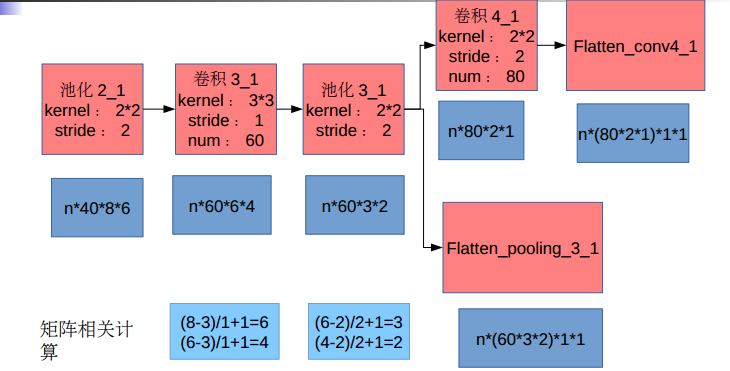 池化 2_1
kernel： 2*2
stride： 2
卷积 3_1
kernel： 3*3
stride： 1
num： 60
池化 3_1
kernel： 2*2
stride： 2
卷积 4_1
kernel： 2*2
stride： 2
num： 80
Flatten_conv4_1
n*40*8*6
n*60*6*4
n*60*3*2
n*80*2*1
n*(80*2*1)*1*1
Flatten_pooling_3_1
n*(60*3*2)*1*1
矩阵相关计
算
(8-3)/1+1=6
(6-3)/1+1=4
(6-2)/2+1=3
(4-2)/2+1=2